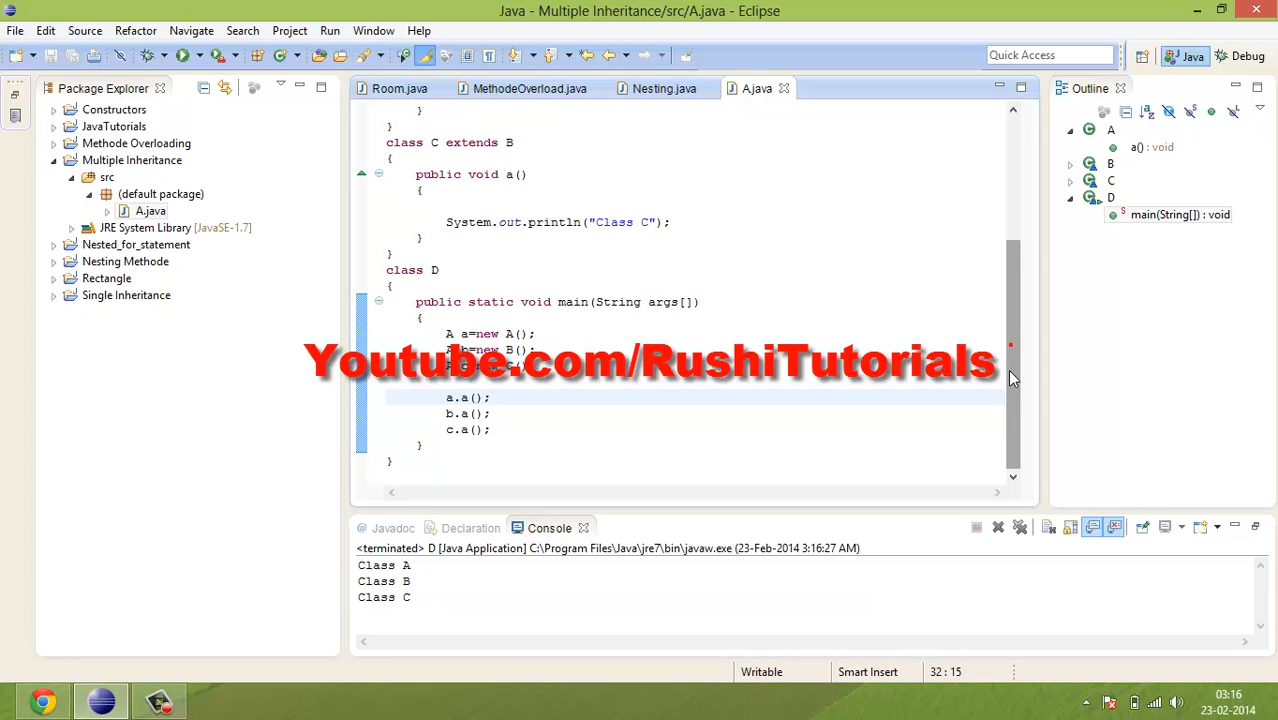 Java - Multiple Inheritance/src/A.java - Eclipse
File Edit Source Refactor Navigate Search Project Run Window Help
Quick Access
Java
Debug
Package Explorer
Constructors
JavaTutorials
Methode Overloading
Multiple Inheritance
src
(default package)
A.java
JRE System Library [JavaSE-1.7]
Nested_for_statement
Nesting Methode
Rectangle
Single Inheritance
Room.java MethodeOverload.java Nesting.java A.java
}
}
class C extends B
{
public void a()
{
System.out.println("Class C");
}
}
class D
{
public static void main(String args[])
{
A a=new A();
b=new B();
Youtube.com/RushiTutorials
a.a();
b.a();
c.a();
}
}
Outline
A
a() : void
B
C
D
main(String[]) : void
@ Javadoc Declaration Console
<terminated> D [Java Application] C:\Program Files\Java\jre7\bin\javaw.exe (23-Feb-2014 3:16:27 AM)
Class A
Class B
Class C
Writable Smart Insert 32 : 15
03:16
23-02-2014